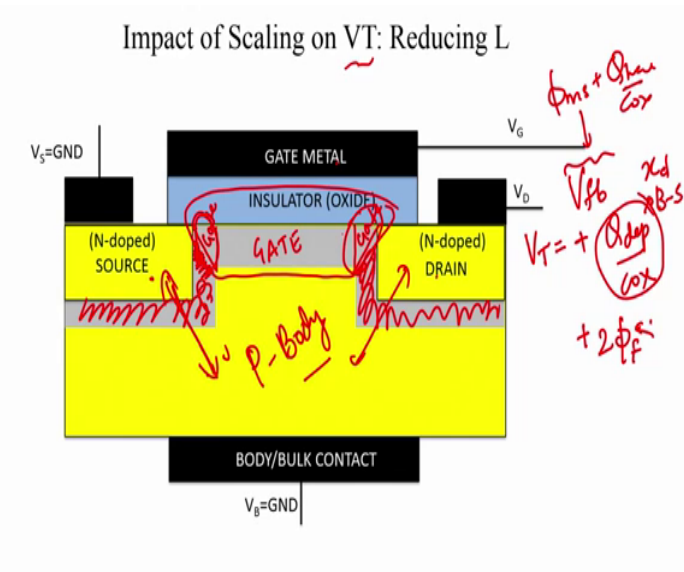 Impact of Scaling on VT: Reducing L
VS=GND
GATE METAL
VG
INSULATOR (OXIDE)
VD
(N-doped)
SOURCE
GATE
(N-doped)
DRAIN
P-Body
BODY/BULK CONTACT
VB=GND
ϕms +
Cox
Vfb
xd
B-S
VT = + Qdep
Cox
+ 2ϕf